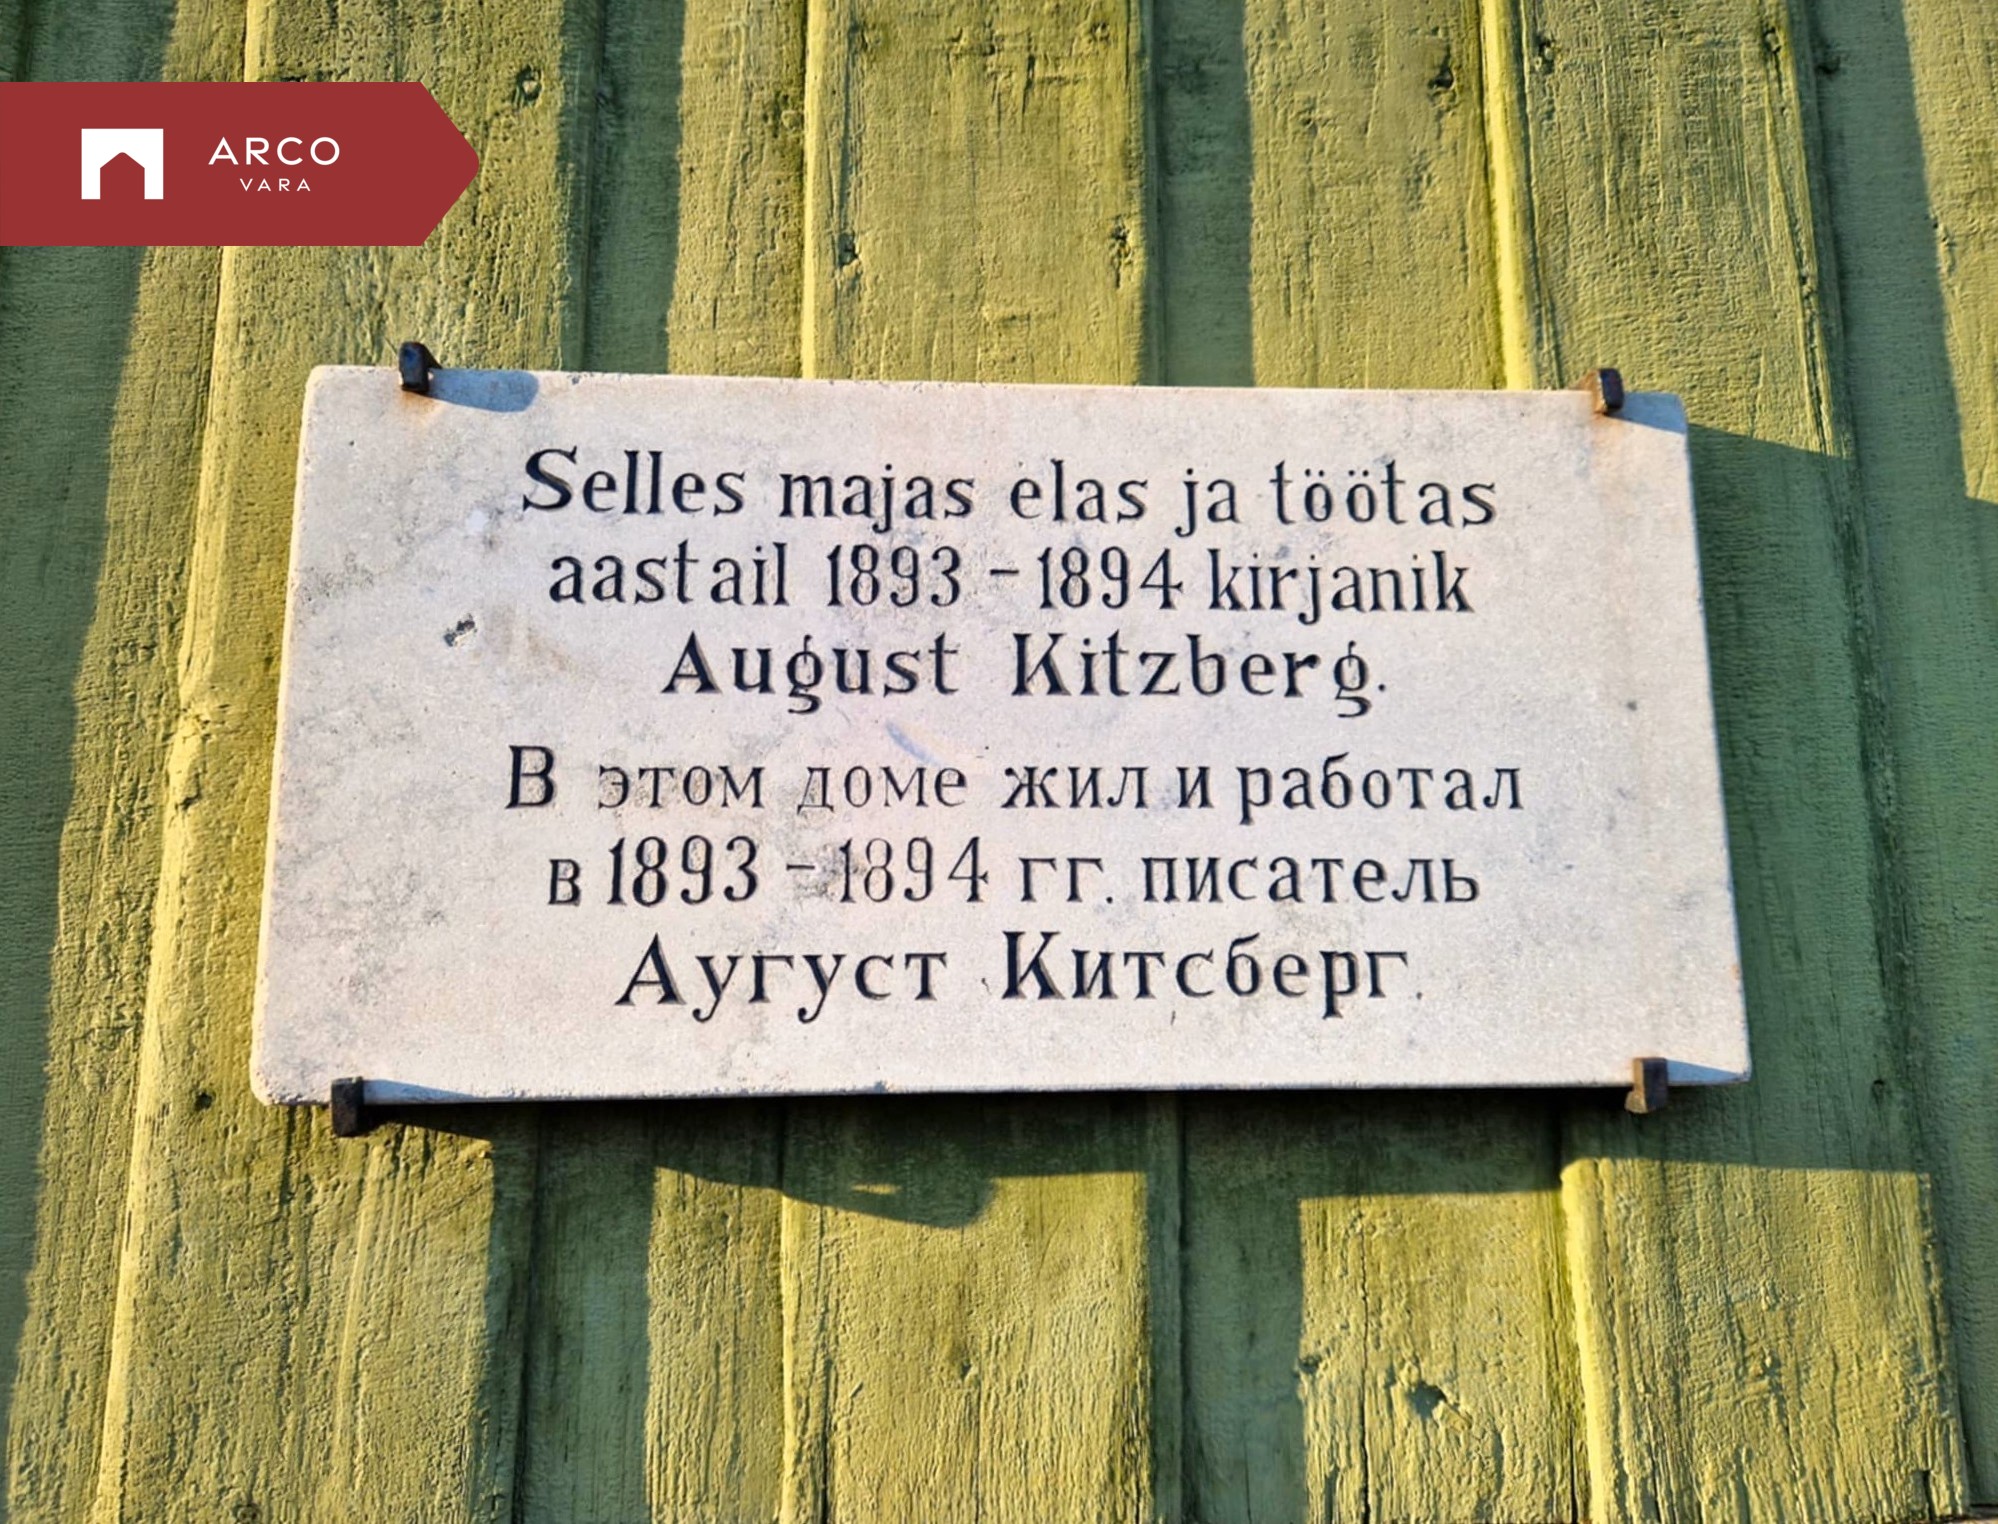 ARCO
VARA
Selles majas elas ja töötas
aastail 1893 - 1894 kirjanik
August Kitzberg.
В этом доме жил и работал
в 1893 - 1894 гг. писатель
Аугуст Китсберг.